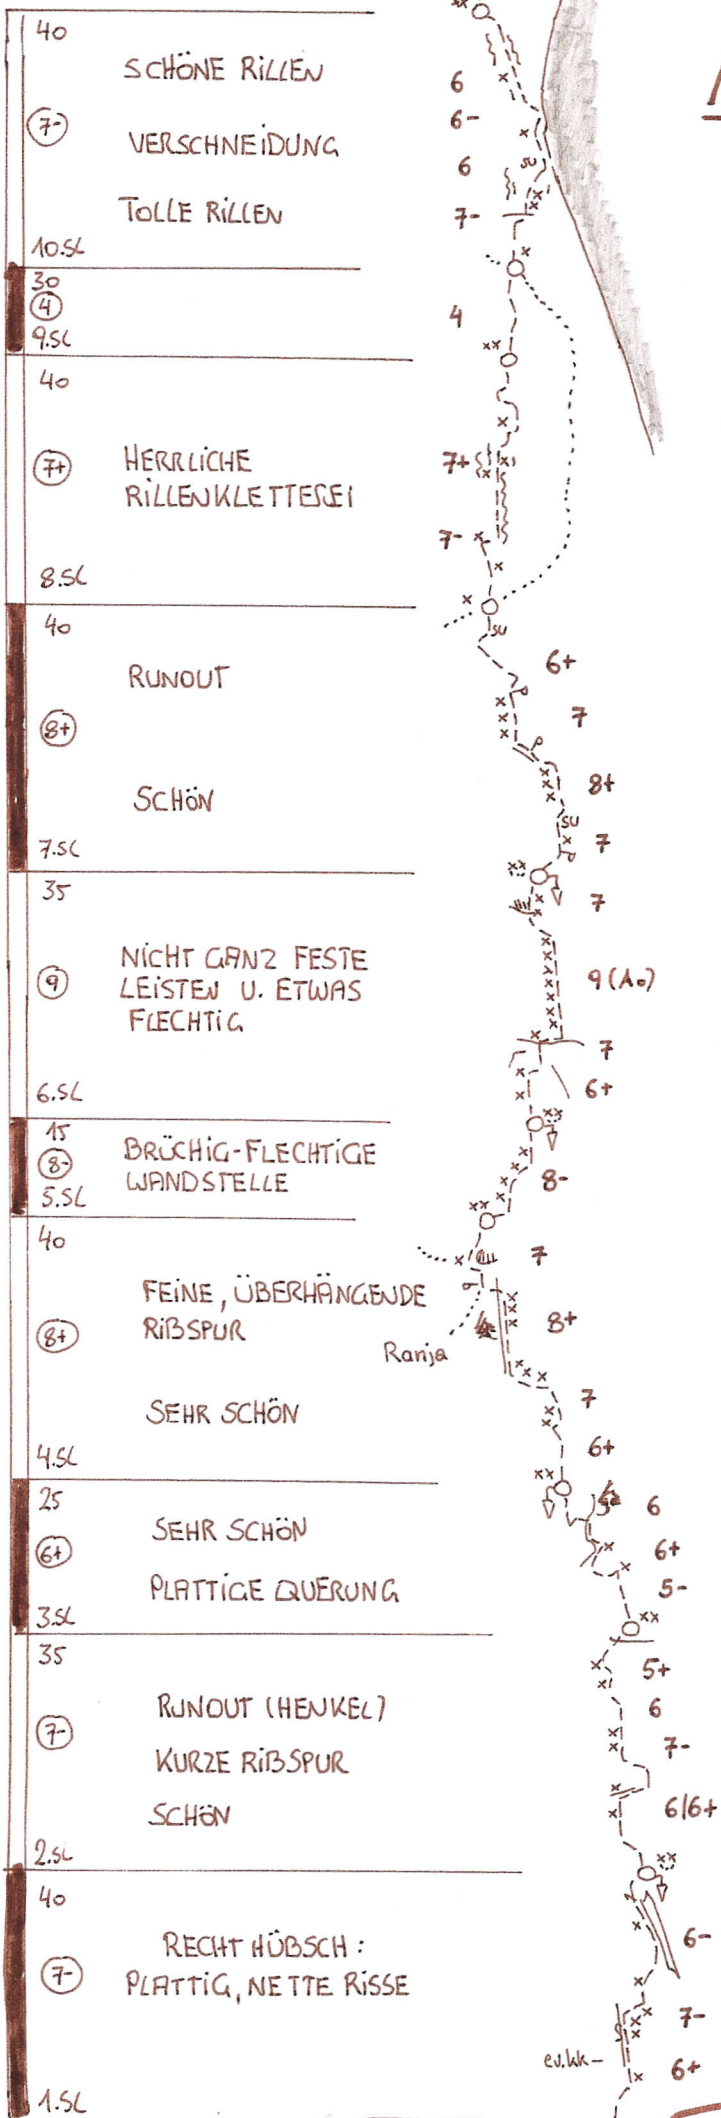 40
SCHÖNE RILLEN
6
7-
6-
VERSCHNEIDUNG
6
SU
TOLLE RILLEN
7-
10.SL
30
4
4
9.SL
40
7+
HERRLICHE
7+
RILLENKLETTEREI
7-
8.SL
40
SU
6+
RUNOUT
7
8+
8+
SCHÖN
SU
7
7.SL
35
7
NICHT GANZ FESTE
9
LEISTEN U. ETWAS
9 (A0)
FLECHTIG
7
6+
6.SL
15
BRÜCHIG-FLECHTIGE
8-
WANDSTELLE
8-
5.SL
40
7
FEINE, ÜBERHÄNGENDE
8+
RIßSPUR
8+
Ranja
SEHR SCHÖN
7
6+
4.SL
25
6
SEHR SCHÖN
6+
6+
PLATTIGE QUERUNG
5-
3.SL
35
5+
RUNOUT (HENKEL)
6
7-
KURZE RIßSPUR
7-
SCHÖN
6/6+
2.SL
40
6-
RECHT HÜBSCH:
7-
PLATTIG, NETTE RISSE
7-
ev.kk
6+
1.SL